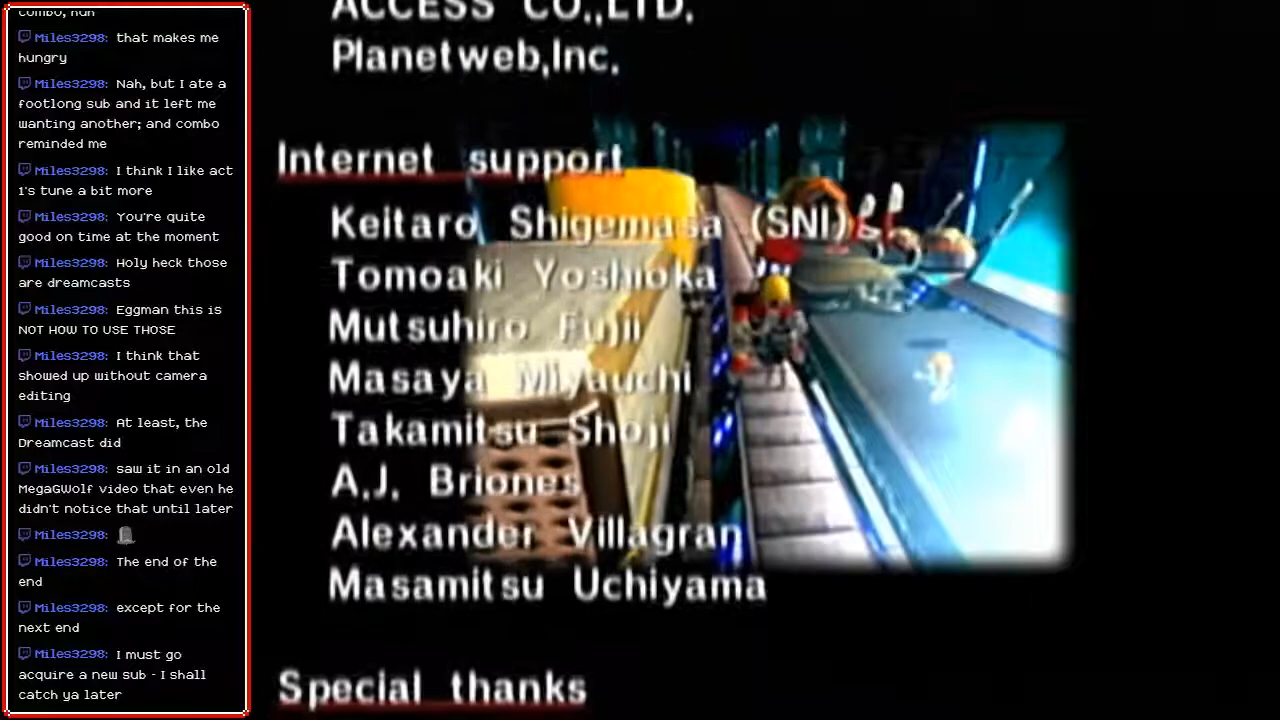 combo, huh
Miles3298: that makes me
hungry
Miles3298: Nah, but I ate a
footlong sub and it left me
wanting another; and combo
reminded me
Miles3298: I think I like act
1's tune a bit more
Miles3298: You're quite
good on time at the moment
Miles3298: Holy heck those
are dreamcasts
Miles3298: Eggman this is
NOT HOW TO USE THOSE
Miles3298: I think that
showed up without camera
editing
Miles3298: At least, the
Dreamcast did
Miles3298: saw it in an old
MegaGWolf video that even he
didn't notice that until later
Miles3298:
Miles3298: The end of the
end
Miles3298: except for the
next end
Miles3298: I must go
acquire a new sub - I shall
catch ya later
ACCESS CO.,LTD.
Planetweb,Inc.
Internet support
Keitaro Shigemasa (SNI)
Tomoaki Yoshioka
Mutsuhiro Fujii
Masaya Miyauchi
Takamitsu Shoji
A.J. Briones
Alexander Villagran
Masamitsu Uchiyama
Special thanks